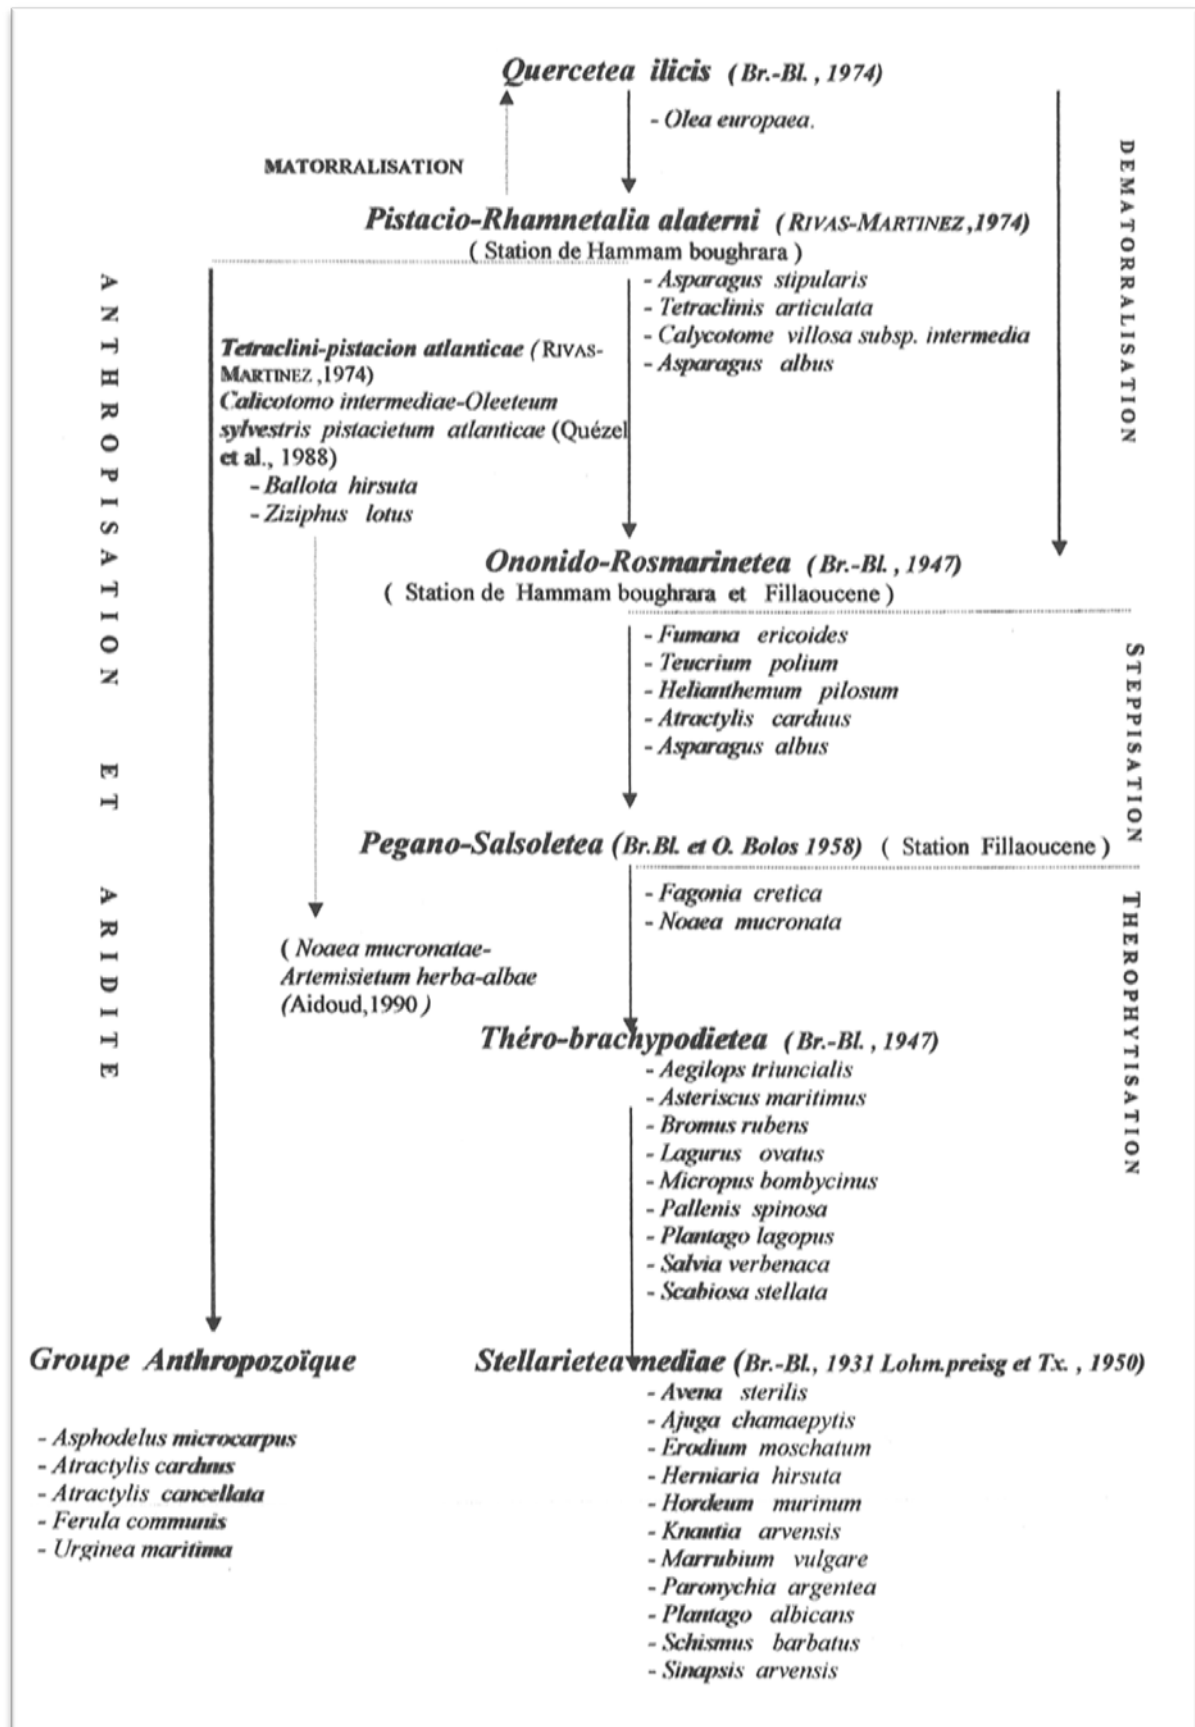 Quercetea ilicis (Br.-Bl. , 1974)
- Olea europaea.
MATORRALISATION
DEMATORRALISATION
Pistacio-Rhamnetalia alaterni (RIVAS-MARTINEZ,1974)
( Station de Hammam boughrara )
- Asparagus stipularis
- Tetraclinis articulata
- Calycotome villosa subsp. intermedia
- Asparagus albus
ANTHROPISATION ET ARIDITE
Tetraclini-pistacion atlanticae (RIVAS-
MARTINEZ,1974)
Calicotomo intermediae-Oleeteum
sylvestris pistacietum atlanticae (Quézel
et al., 1988)
- Ballota hirsuta
- Ziziphus lotus
Ononido-Rosmarinetea (Br.-Bl. , 1947)
( Station de Hammam boughrara et Fillaoucene )
- Fumana ericoides
- Teucrium polium
- Helianthemum pilosum
- Atractylis carduus
- Asparagus albus
STEPPISATION
Pegano-Salsoletea (Br.Bl. et O. Bolos 1958) ( Station Fillaoucene )
- Fagonia cretica
- Noaea mucronata
THEROPHYTISATION
( Noaea mucronatae-
Artemisietum herba-albae
(Aidoud,1990 )
Théro-brachypodietea (Br.-Bl. , 1947)
- Aegilops triuncialis
- Asteriscus maritimus
- Bromus rubens
- Lagurus ovatus
- Micropus bombycinus
- Pallenis spinosa
- Plantago lagopus
- Salvia verbenaca
- Scabiosa stellata
Groupe Anthropozoïque
- Asphodelus microcarpus
- Atractylis carduus
- Atractylis cancellata
- Ferula communis
- Urginea maritima
Stellarietea mediae (Br.-Bl., 1931 Lohm.preisg et Tx. , 1950)
- Avena sterilis
- Ajuga chamaepytis
- Erodium moschatum
- Herniaria hirsuta
- Hordeum murinum
- Knautia arvensis
- Marrubium vulgare
- Paronychia argentea
- Plantago albicans
- Schismus barbatus
- Sinapsis arvensis